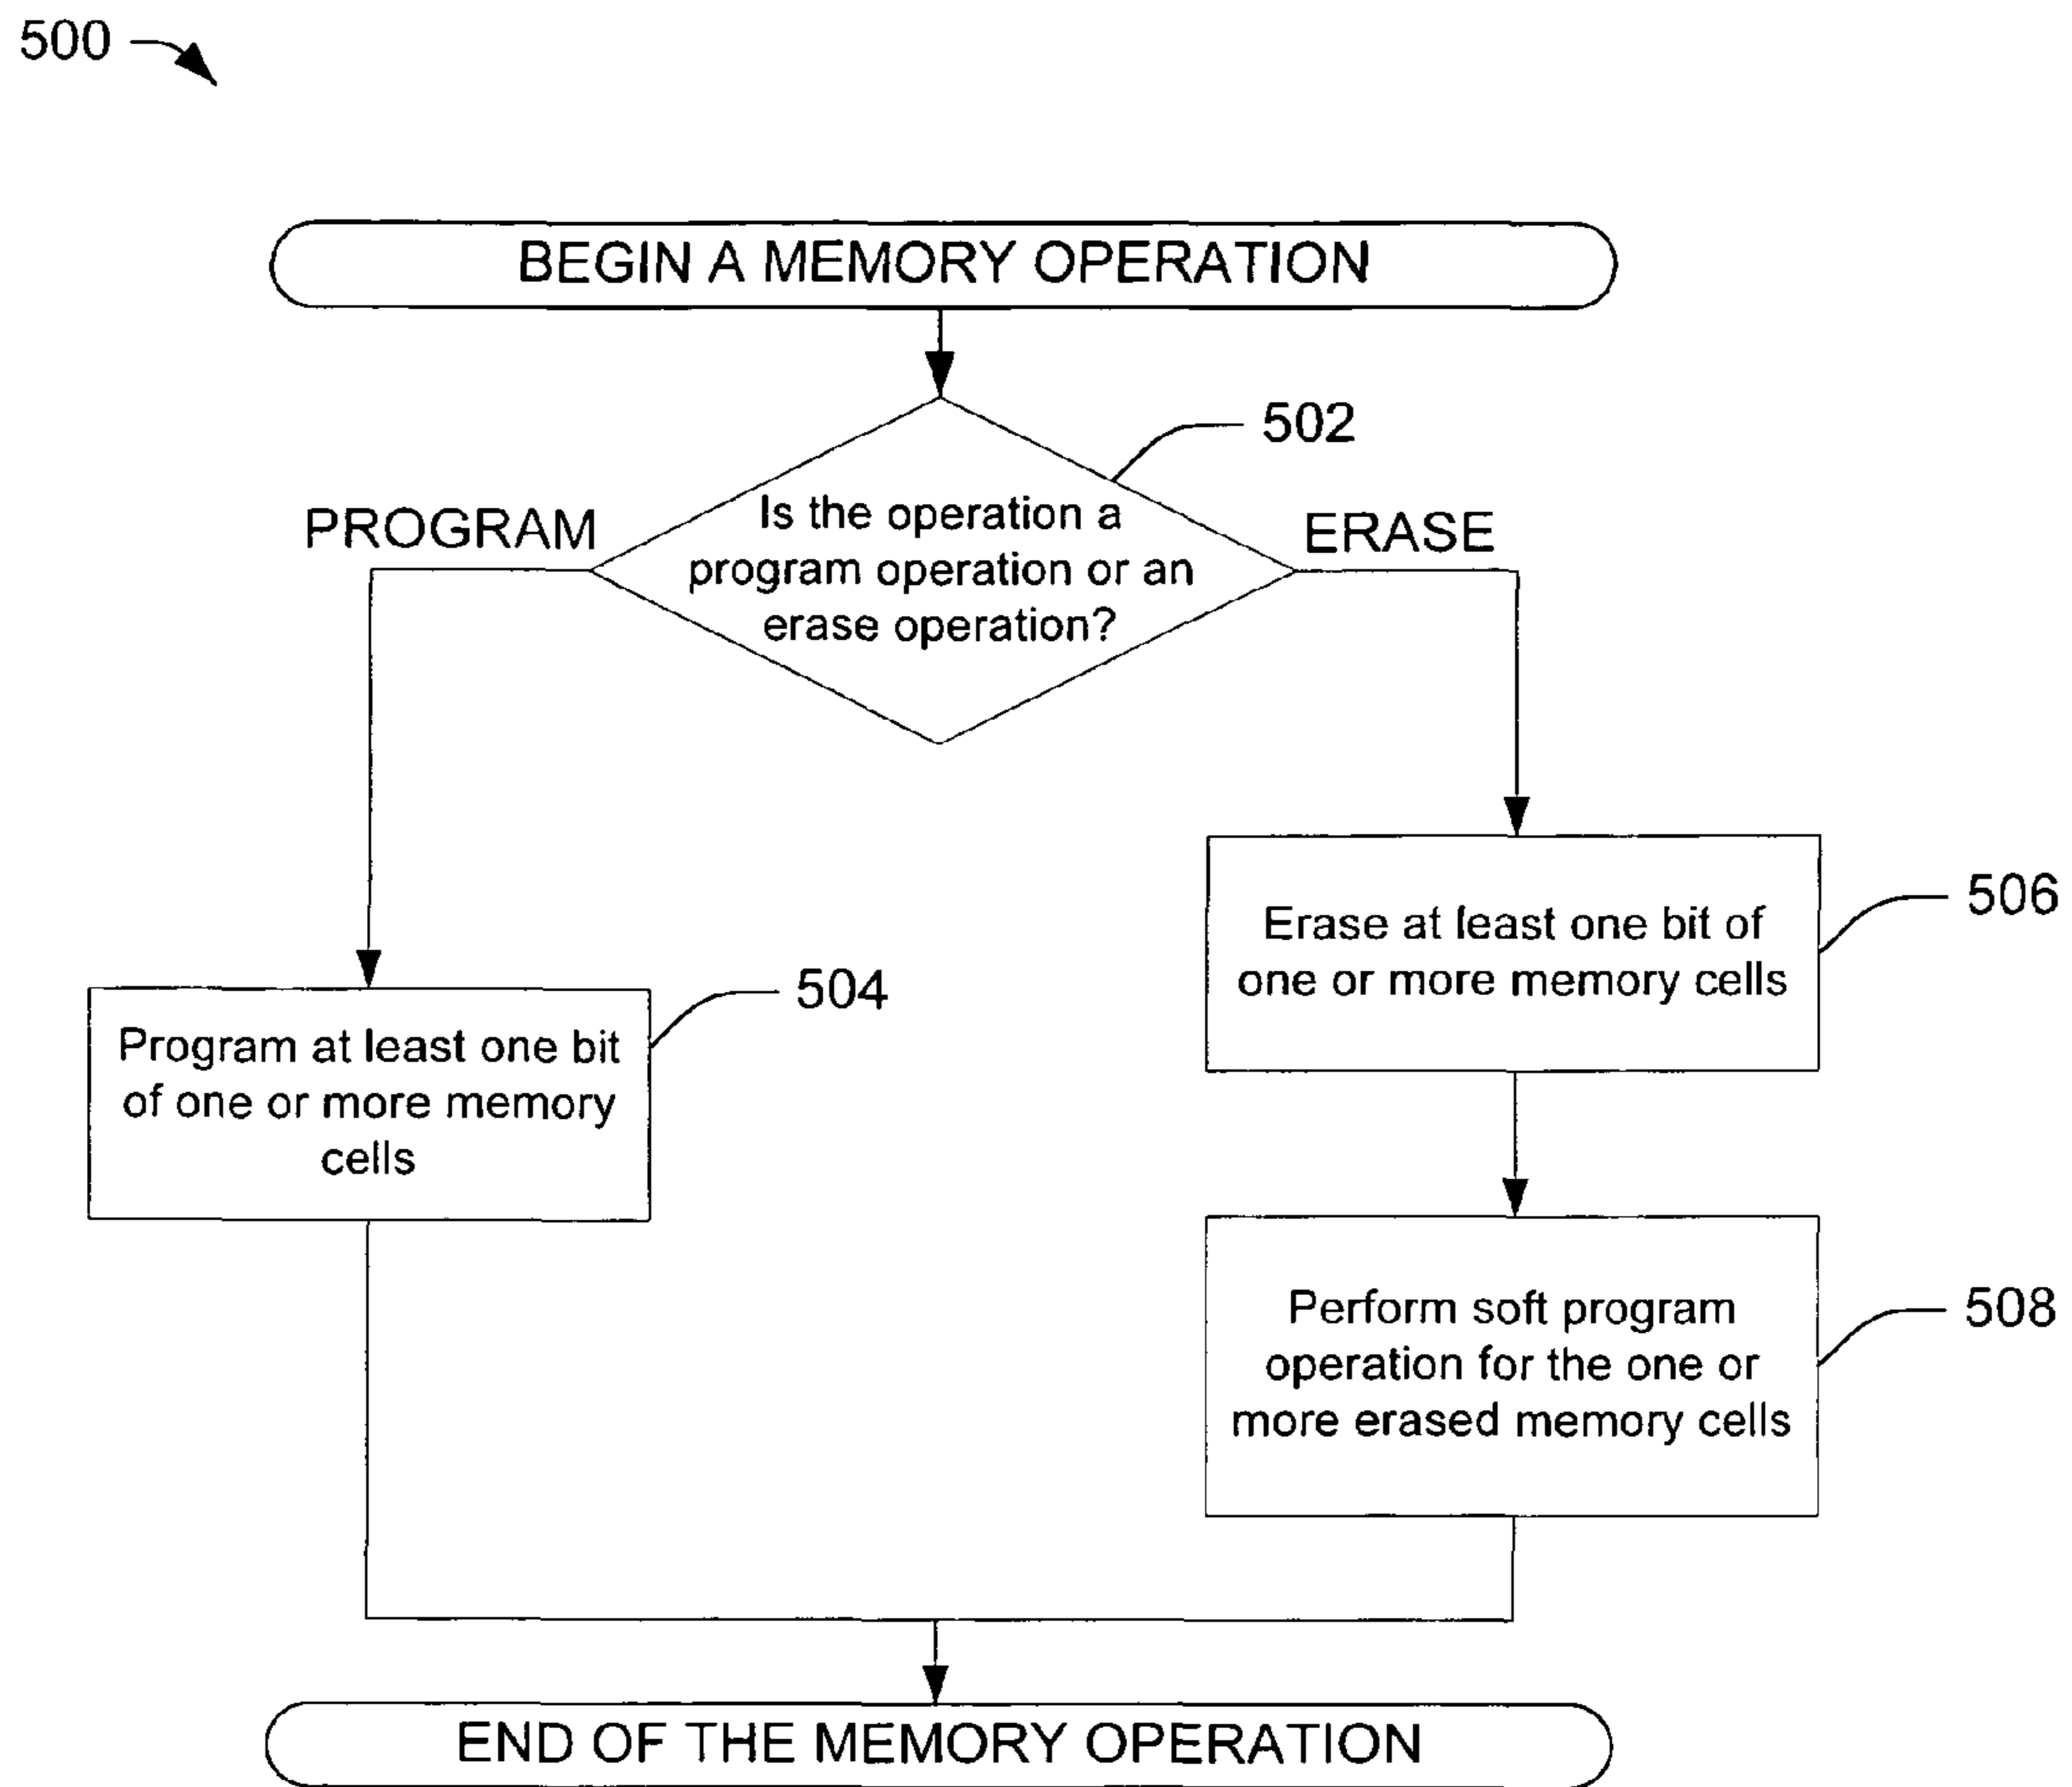 500
BEGIN A MEMORY OPERATION
502
Is the operation a
program operation or an
erase operation?
PROGRAM
ERASE
506
Erase at least one bit of
one or more memory cells
504
Program at least one bit
of one or more memory
cells
508
Perform soft program
operation for the one or
more erased memory cells
END OF THE MEMORY OPERATION